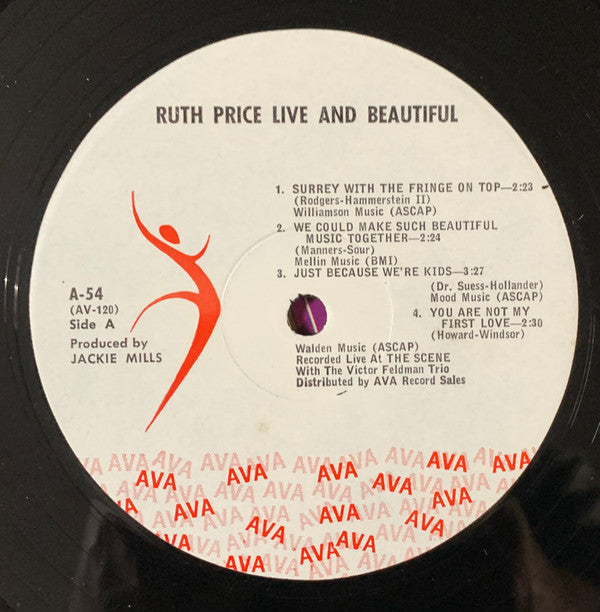 RUTH PRICE LIVE AND BEAUTIFUL
1. SURREY WITH THE FRINGE ON TOP—2:23
(Rodgers-Hammerstein II)
Williamson Music (ASCAP)
2. WE COULD MAKE SUCH BEAUTIFUL
MUSIC TOGETHER—2:24
(Manners-Sour)
Mellin Music (BMI)
3. JUST BECAUSE WE'RE KIDS—3:27
(Dr. Suess-Hollander)
Mood Music (ASCAP)
4. YOU ARE NOT MY
FIRST LOVE—2:30
(Howard-Windsor)
Walden Music (ASCAP)
Recorded Live At THE SCENE
With The Victor Feldman Trio
Distributed by AVA Record Sales
A-54
(AV-120)
Side A
Produced by
JACKIE MILLS
AVA AVA AVA AVA AVA AVA AVA AVA
AVA AVA AVA AVA
AVA AVA AVA AVA
AVA AVA AVA